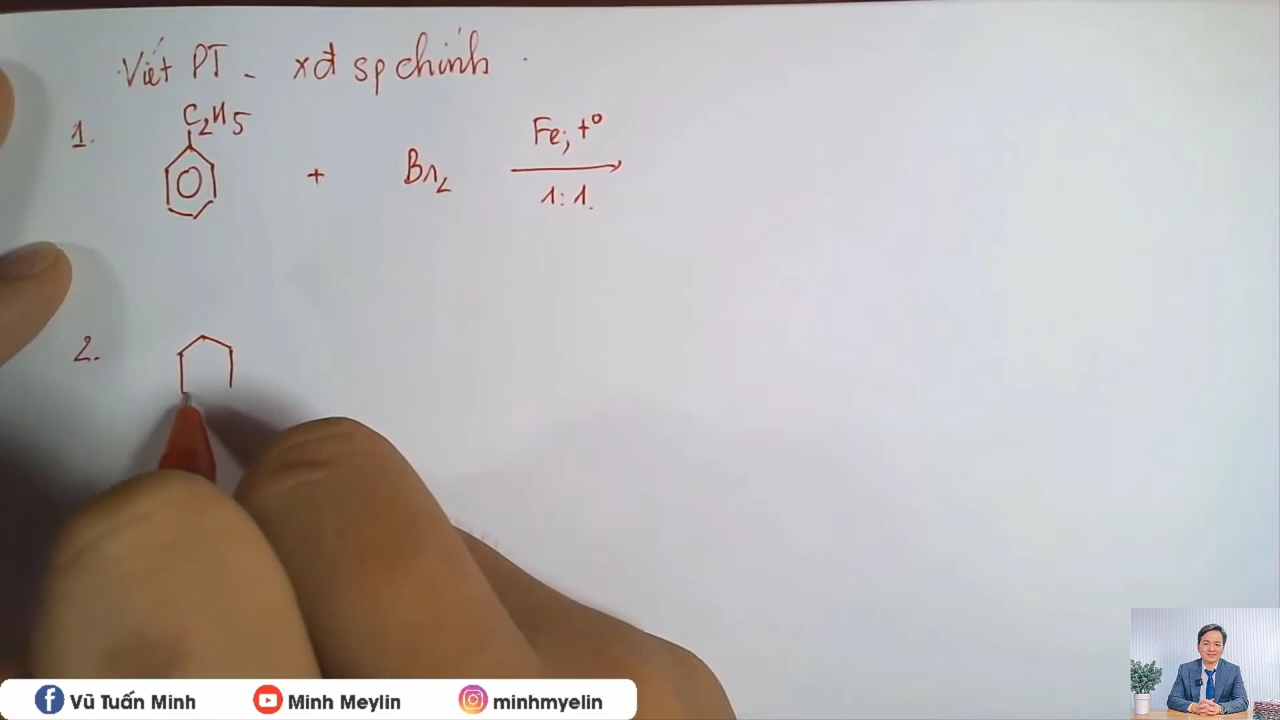 Viết PT - xđ sp chính.
1.
C2H5
+ Br2
Fe; t°
1:1.
2.
Vũ Tuấn Minh
Minh Meylin
minhmyelin